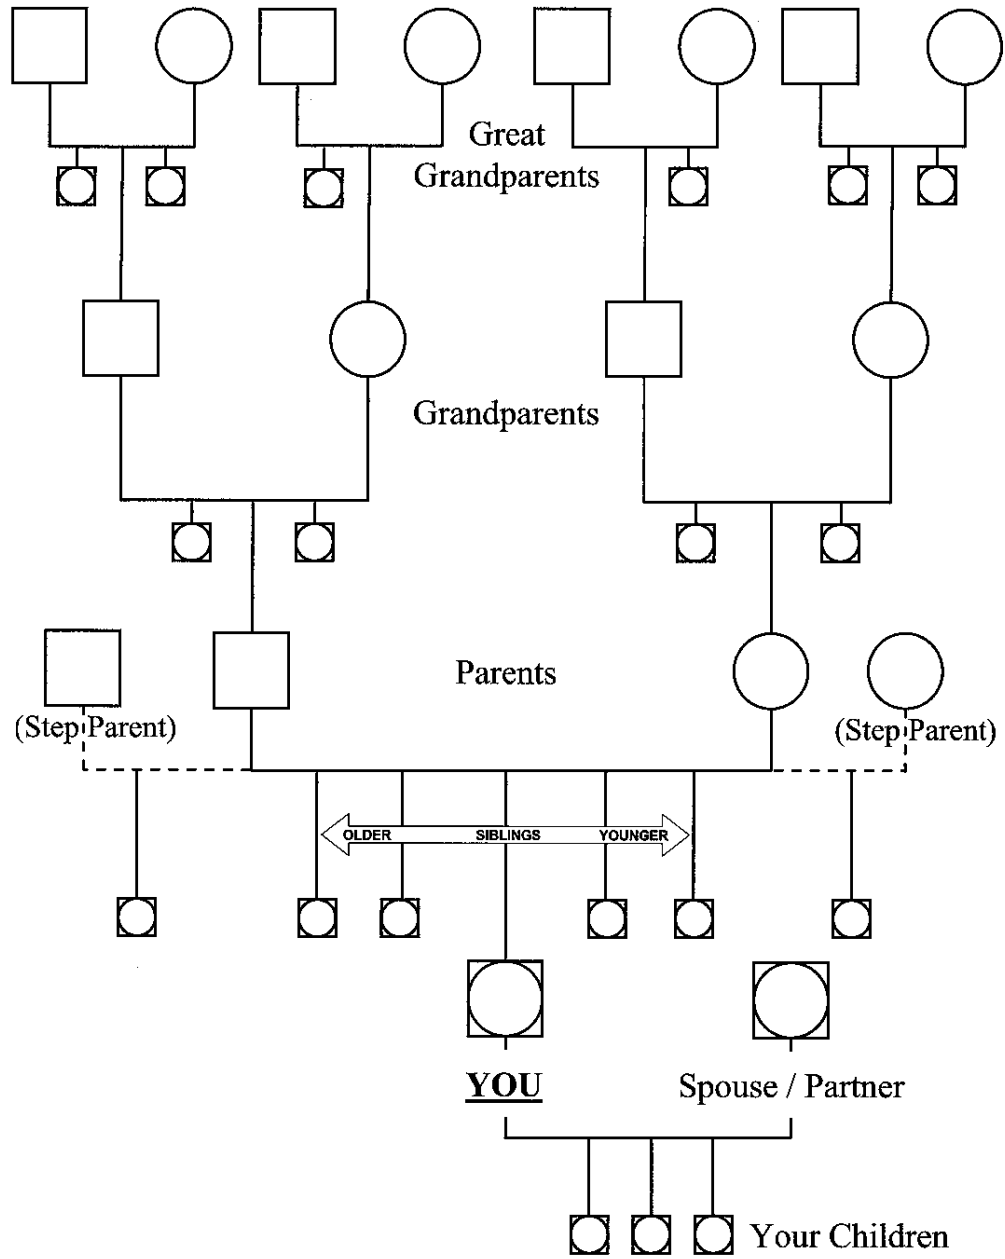 Great
Grandparents
Grandparents
Parents
(Step Parent)
(Step Parent)
OLDER SIBLINGS YOUNGER
YOU
Spouse / Partner
Your Children